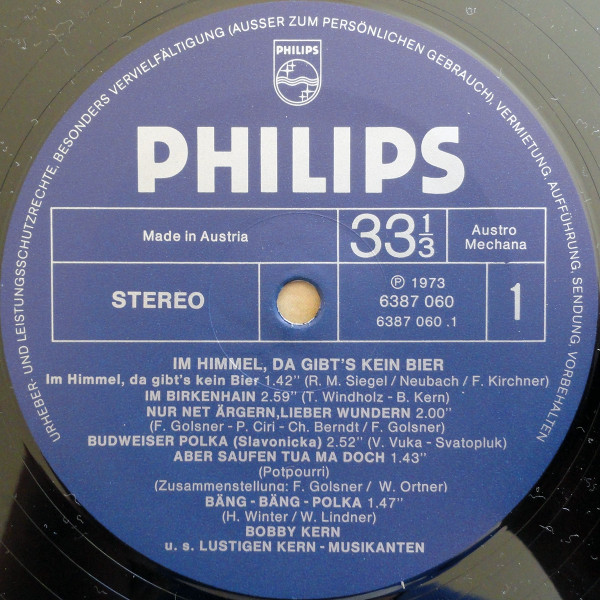 URHEBER- UND LEISTUNGSSCHUTZRECHTE, BESONDERS VERVIELFÄLTIGUNG (AUSSER ZUM PERSÖNLICHEN GEBRAUCH), VERMIETUNG, AUFFÜHRUNG, SENDUNG, VORBEHALTEN
PHILIPS
PHILIPS
Made in Austria
33 1/3
Austro
Mechana
STEREO
Ⓟ 1973
6387 060
6387 060 .1
1
IM HIMMEL, DA GIBT'S KEIN BIER
Im Himmel, da gibt's kein Bier 1.42" (R. M. Siegel / Neubach / F. Kirchner)
IM BIRKENHAIN 2.59" (T. Windholz - B. Kern)
NUR NET ÄRGERN,LIEBER WUNDERN 2.00"
(F. Golsner - P. Ciri - Ch. Berndt / F. Golsner)
BUDWEISER POLKA (Slavonicka) 2.52" (V. Vuka - Svatopluk)
ABER SAUFEN TUA MA DOCH 1.43"
(Potpourri)
(Zusammenstellung: F. Golsner / W. Ortner)
BÄNG - BÄNG - POLKA 1.47"
(H. Winter / W. Lindner)
BOBBY KERN
u. s. LUSTIGEN KERN - MUSIKANTEN